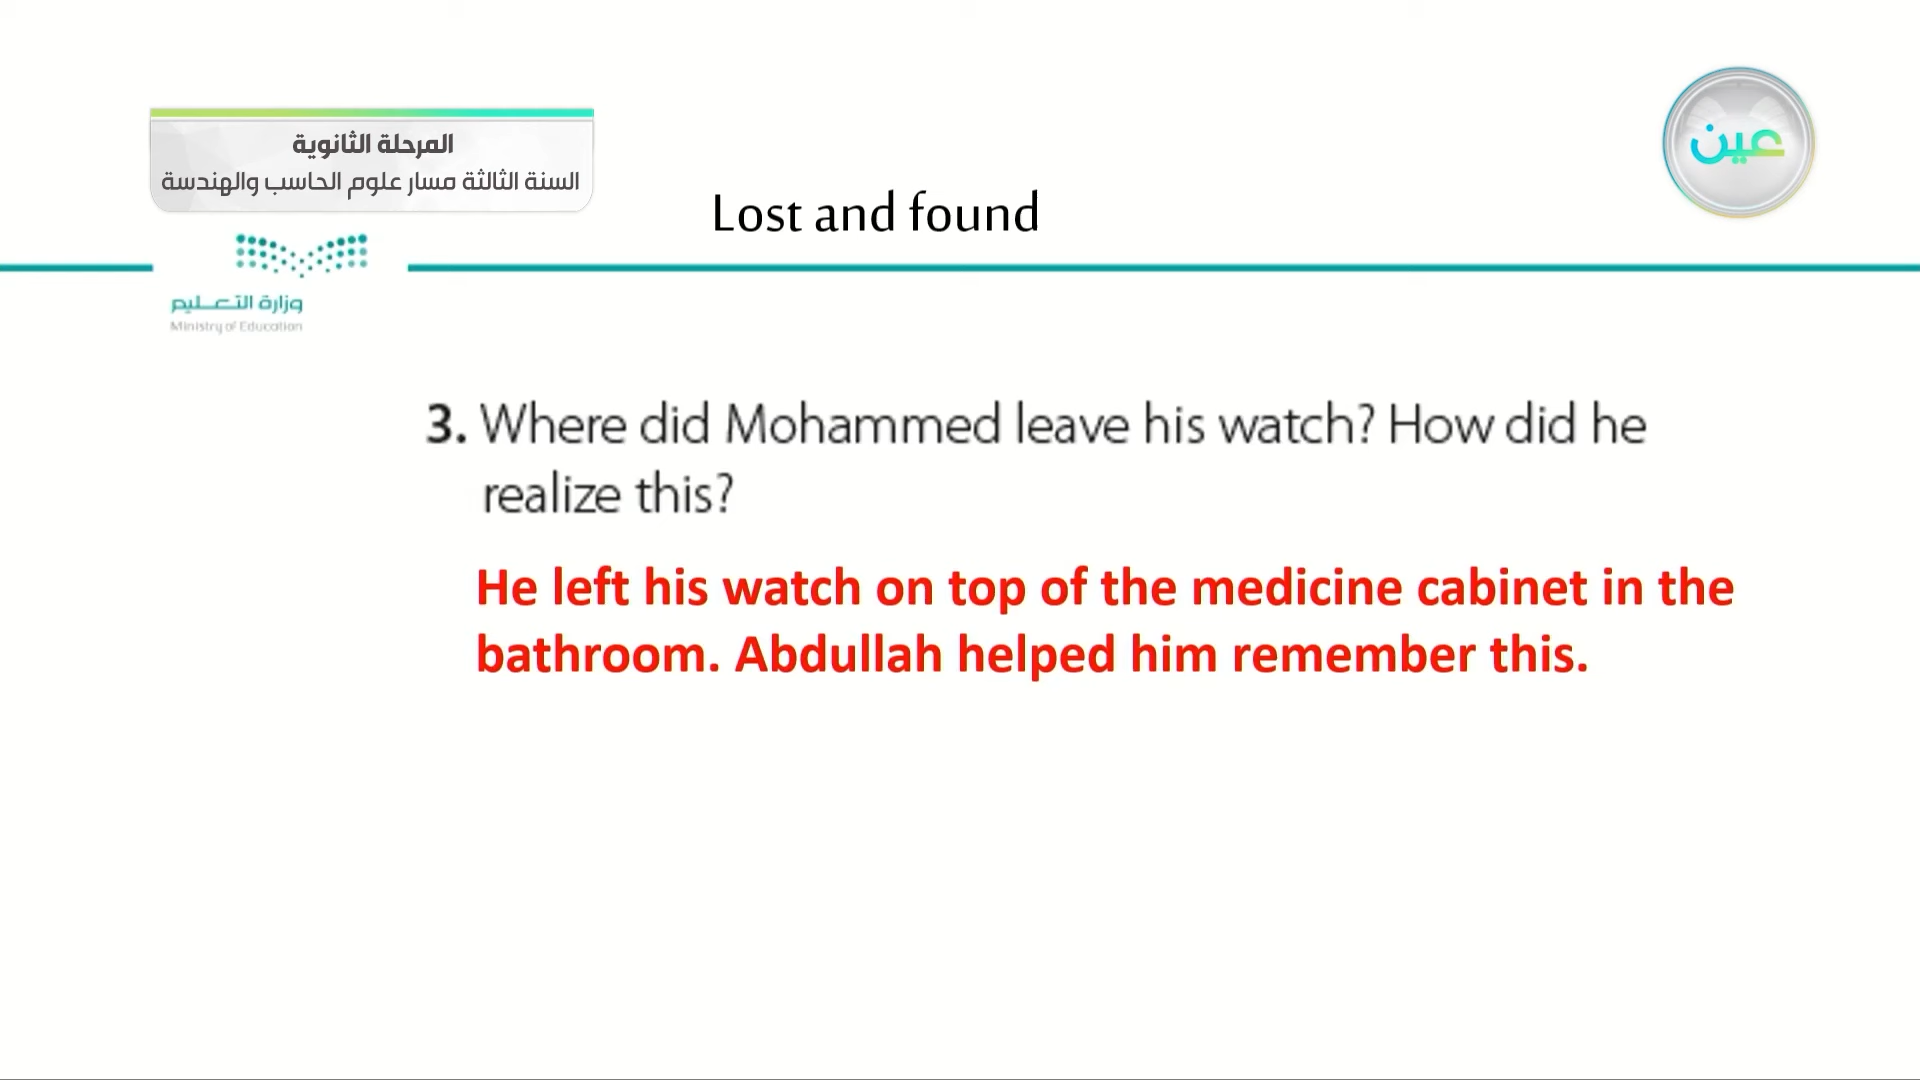 المرحلة الثانوية
السنة الثالثة مسار علوم الحاسب والهندسة
عين
Lost and found
وزارة التعليم
Ministry of Education
3. Where did Mohammed leave his watch? How did he
realize this?
He left his watch on top of the medicine cabinet in the
bathroom. Abdullah helped him remember this.